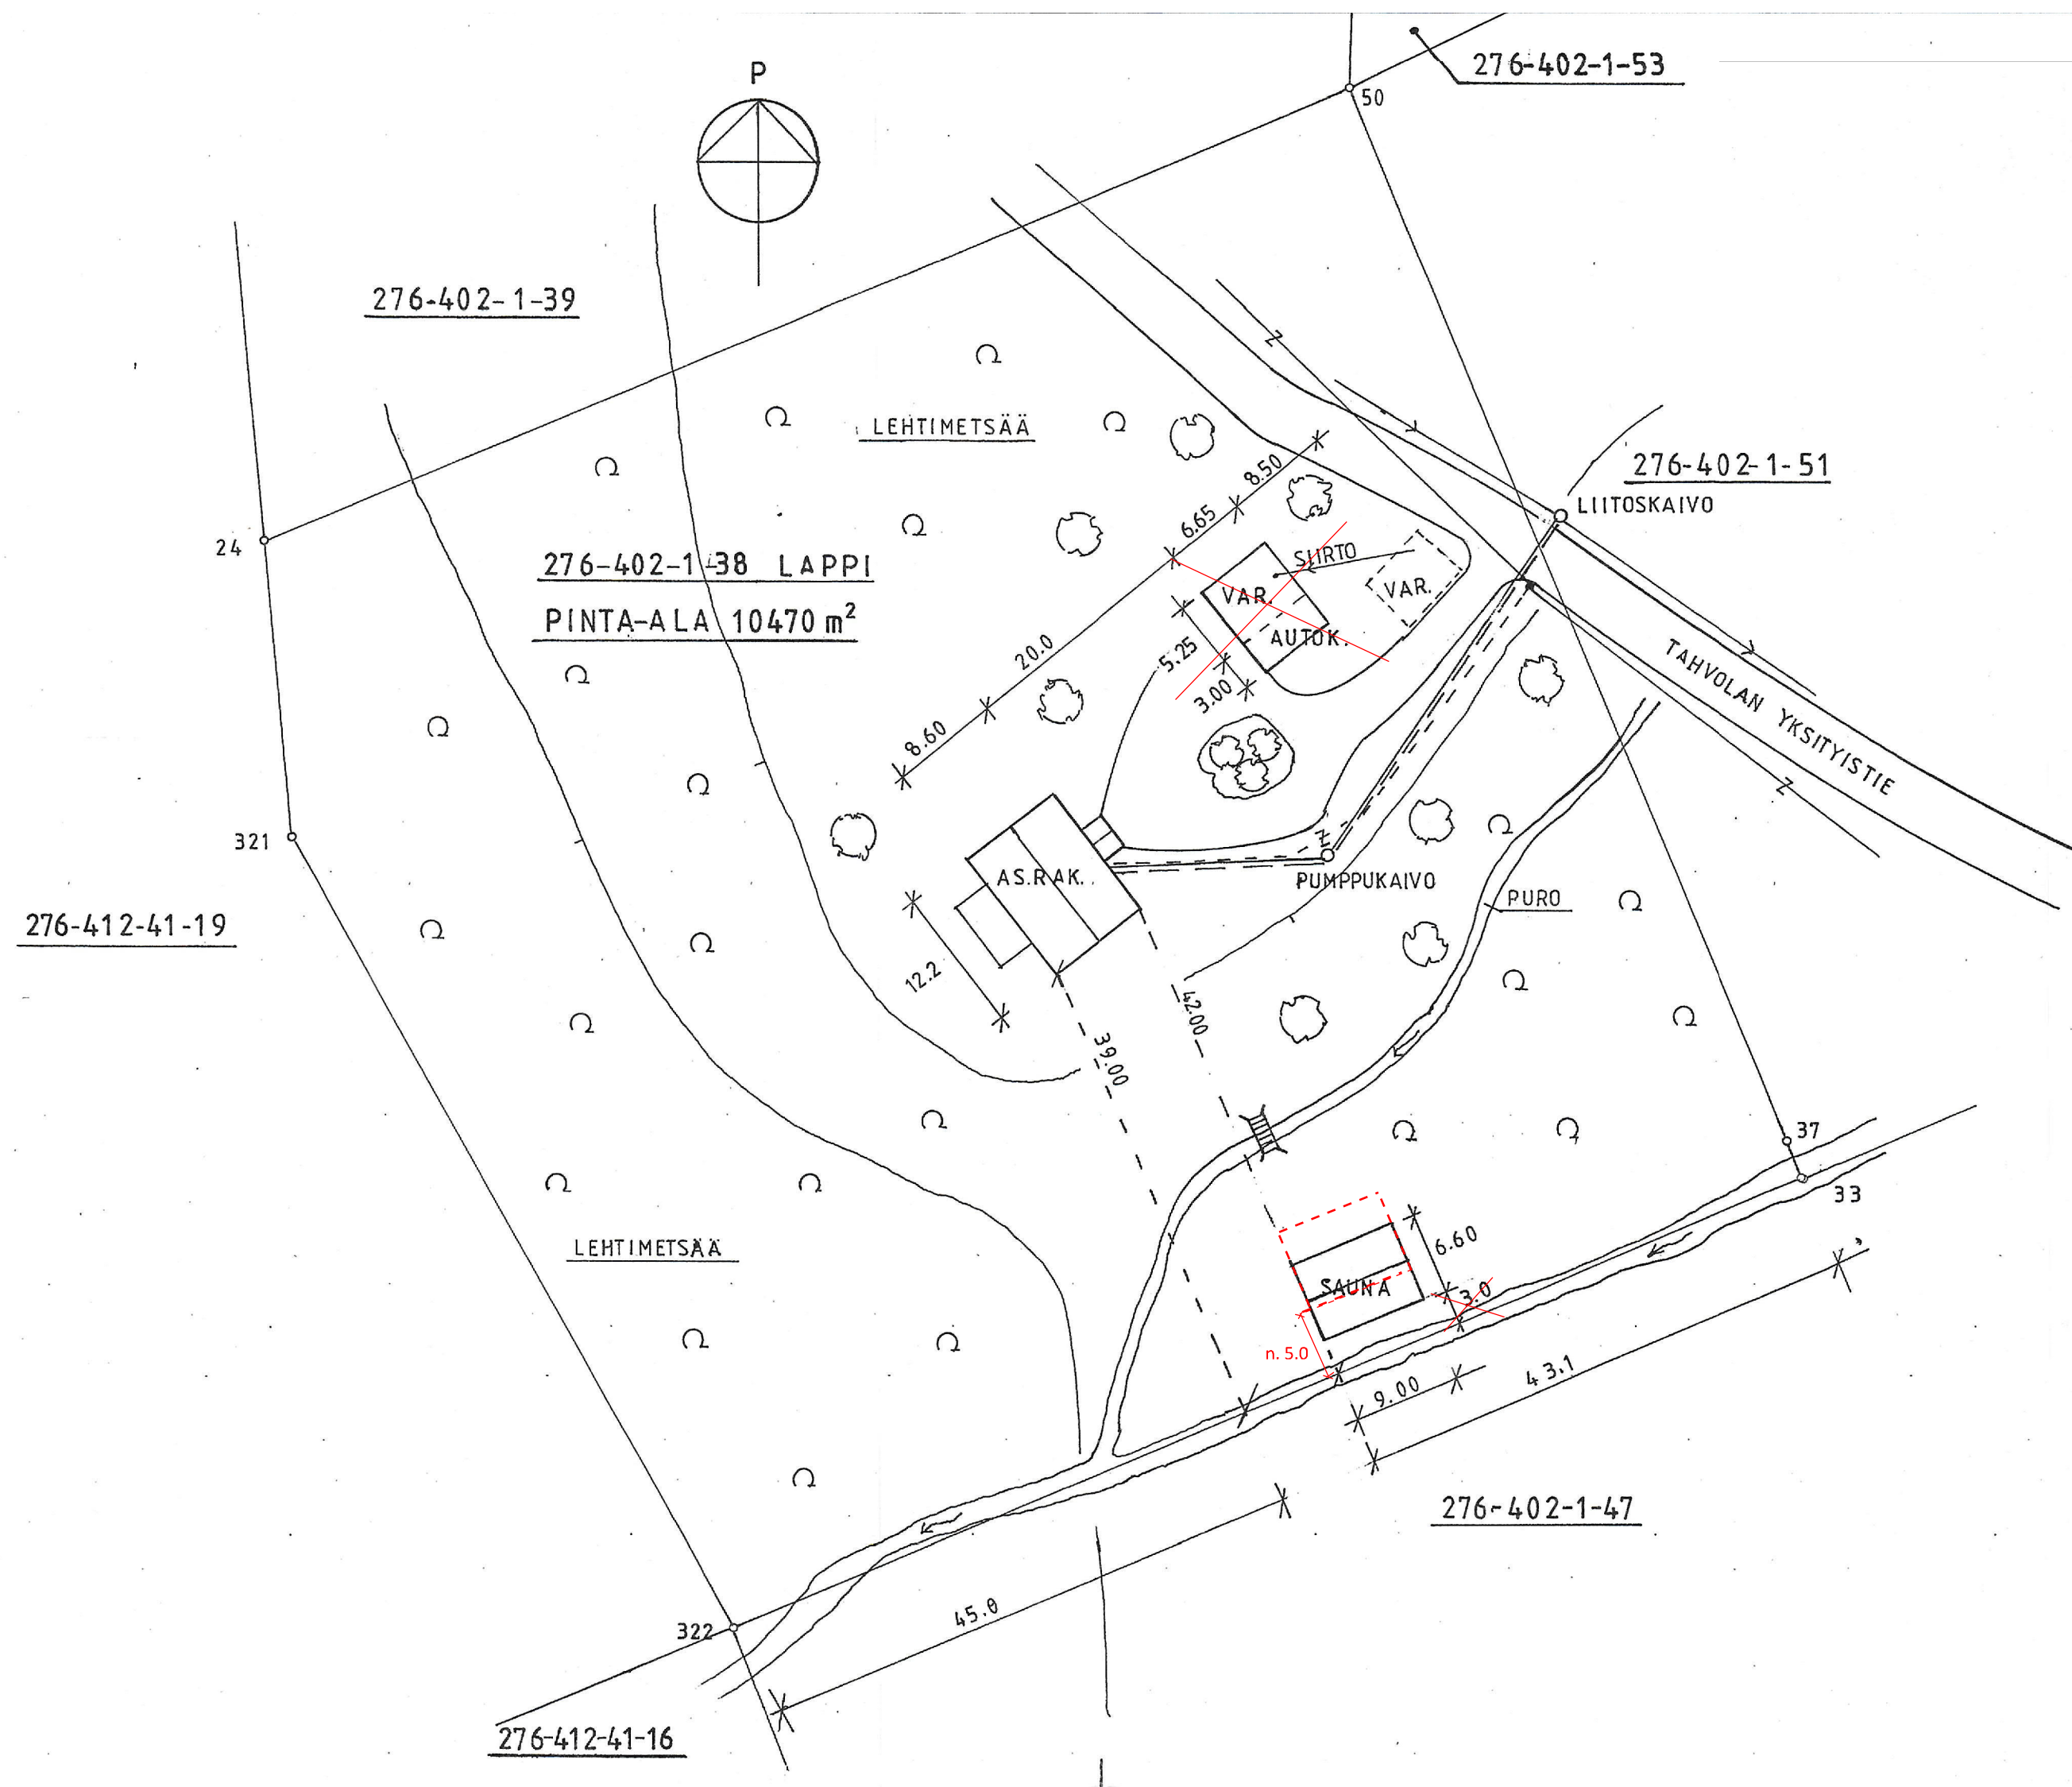 P
276-402-1-53
50
276-402-1-39
LEHTIMETSÄÄ
8.50
276-402-1-51
LIITOSKAIVO
6.65
24
SIIRTO
276-402-1-38 LAPPI
VAR.
VAR.
PINTA-ALA 10470 m²
AUTOK.
20.0
5.25
3.00
TAHVOLAN YKSITYISTIE
8.60
Z
Z
Z
321
AS.RAK.
PUMPPUKAIVO
PURO
276-412-41-19
12.2
42.00
39.00
37
33
LEHTIMETSÄÄ
6.60
SAUNA
3.0
n. 5.0
9.00
43.1
276-402-1-47
45.0
322
276-412-41-16